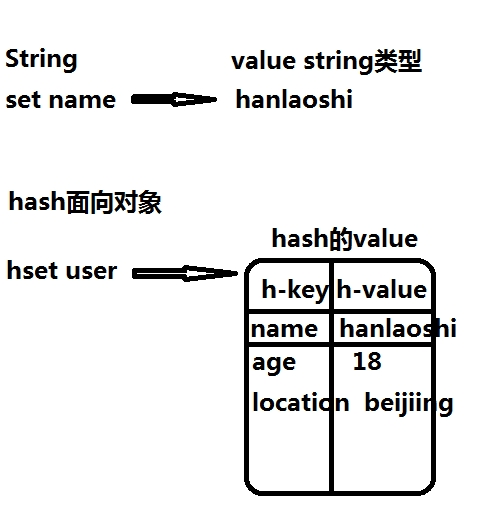 String
value string类型
set name
hanlaoshi
hash面向对象
hash的value
hset user
h-key h-value
name hanlaoshi
age 18
location beijiing